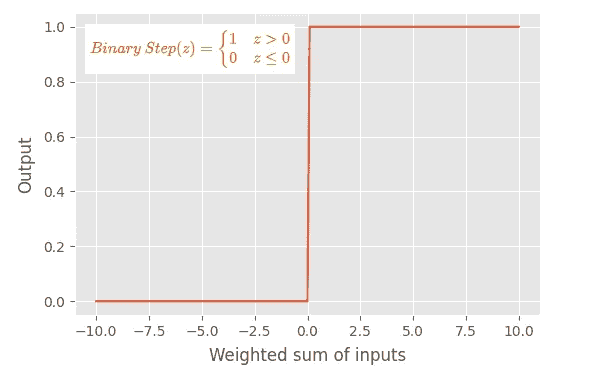 1.0
Binary Step(z) = { 1 z > 0
0 z ≤ 0
0.8
0.6
Output
0.4
0.2
0.0
−10.0 −7.5 −5.0 −2.5 0.0 2.5 5.0 7.5 10.0
Weighted sum of inputs